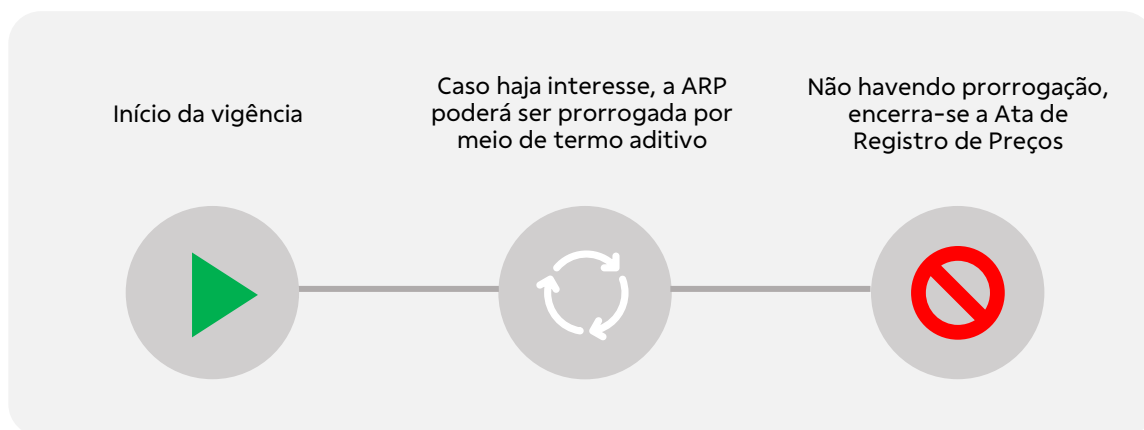 Início da vigência
Caso haja interesse, a ARP
poderá ser prorrogada por
meio de termo aditivo
Não havendo prorrogação,
encerra-se a Ata de
Registro de Preços